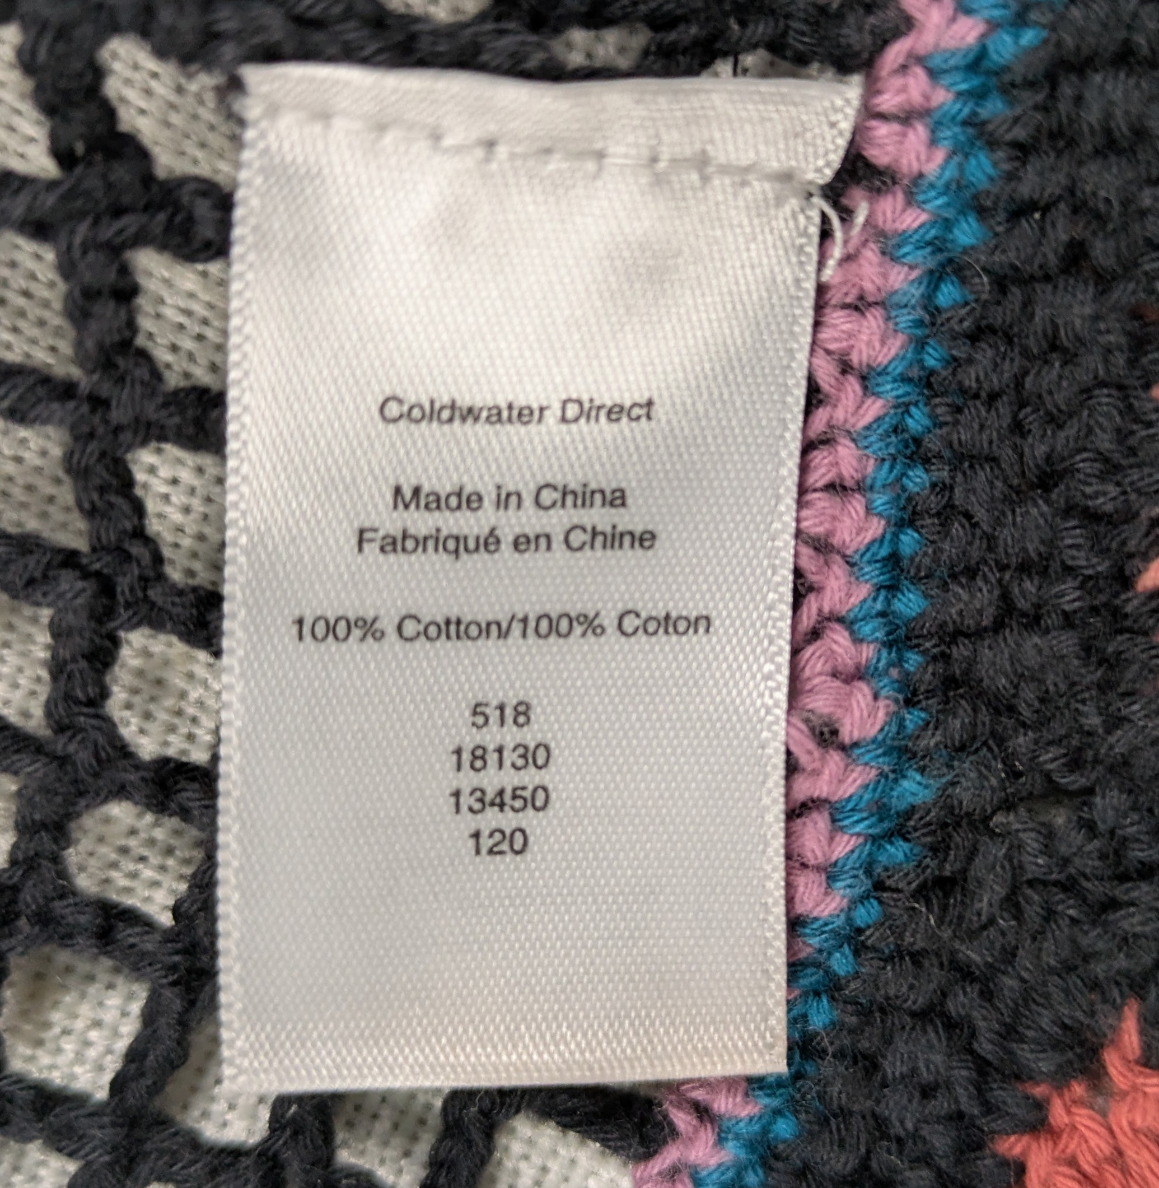 Coldwater Direct
Made in China
Fabriqué en Chine
100% Cotton/100% Coton
518
18130
13450
120